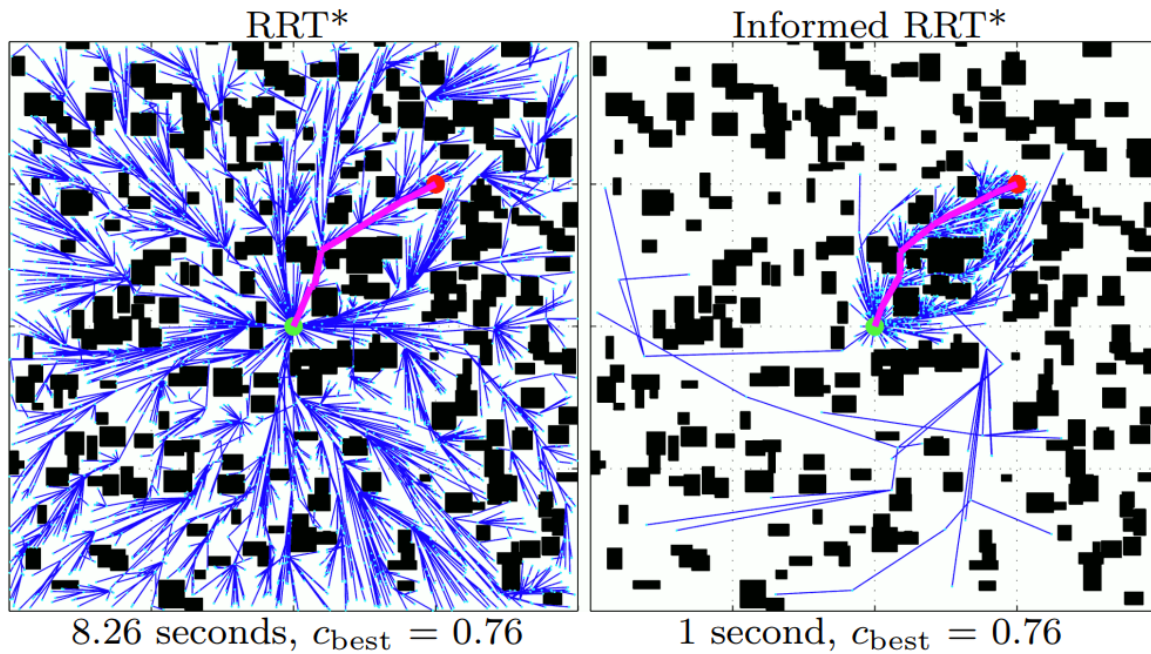 RRT*
Informed RRT*
8.26 seconds, c_best = 0.76
1 second, c_best = 0.76